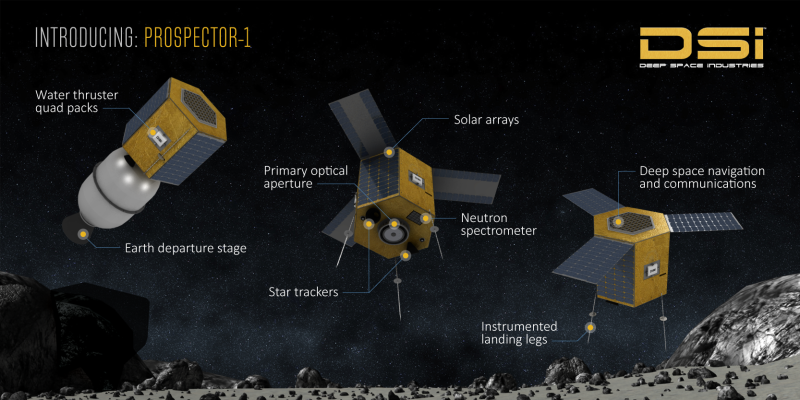 INTRODUCING: PROSPECTOR-1
DSI
DEEP SPACE INDUSTRIES
Water thruster
quad packs
Earth departure stage
Solar arrays
Primary optical
aperture
Neutron
spectrometer
Star trackers
Deep space navigation
and communications
Instrumented
landing legs